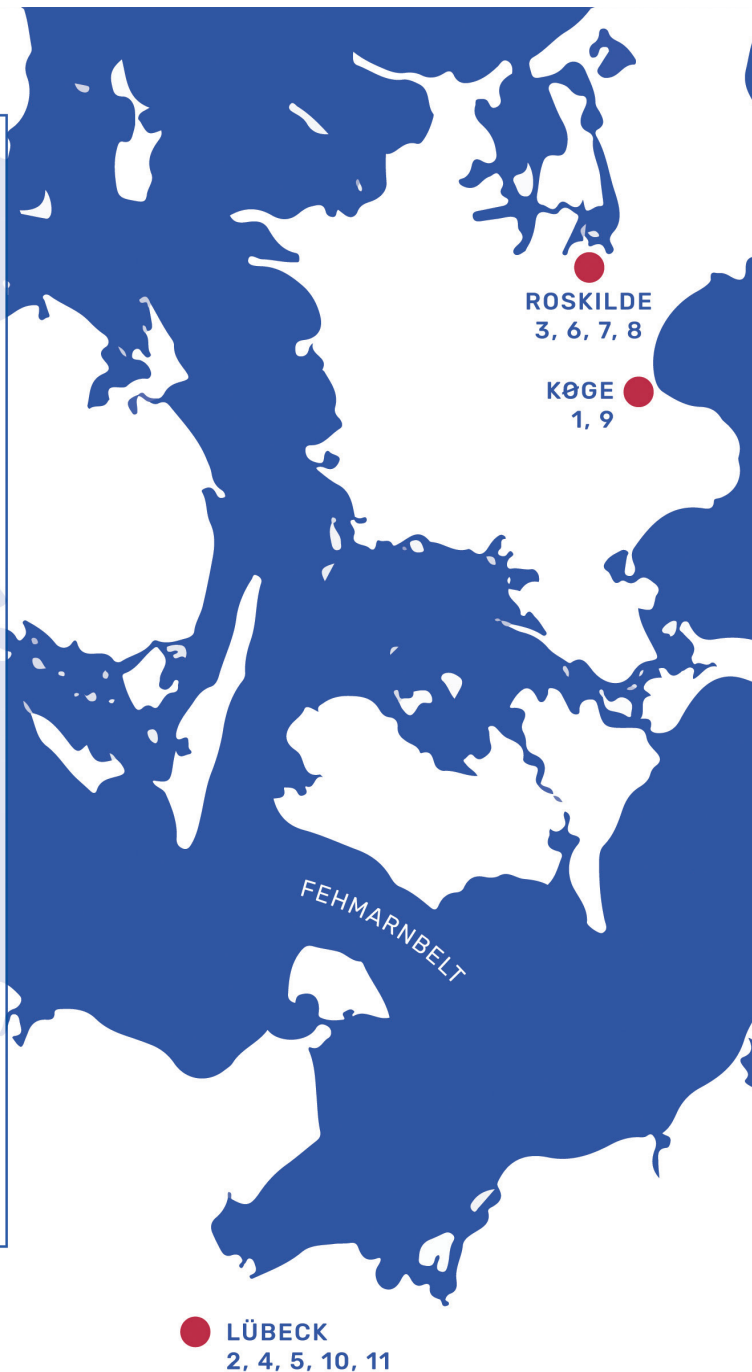 ROSKILDE
3, 6, 7, 8
KØGE
1, 9
FEHMARNBELT
LÜBECK
2, 4, 5, 10, 11